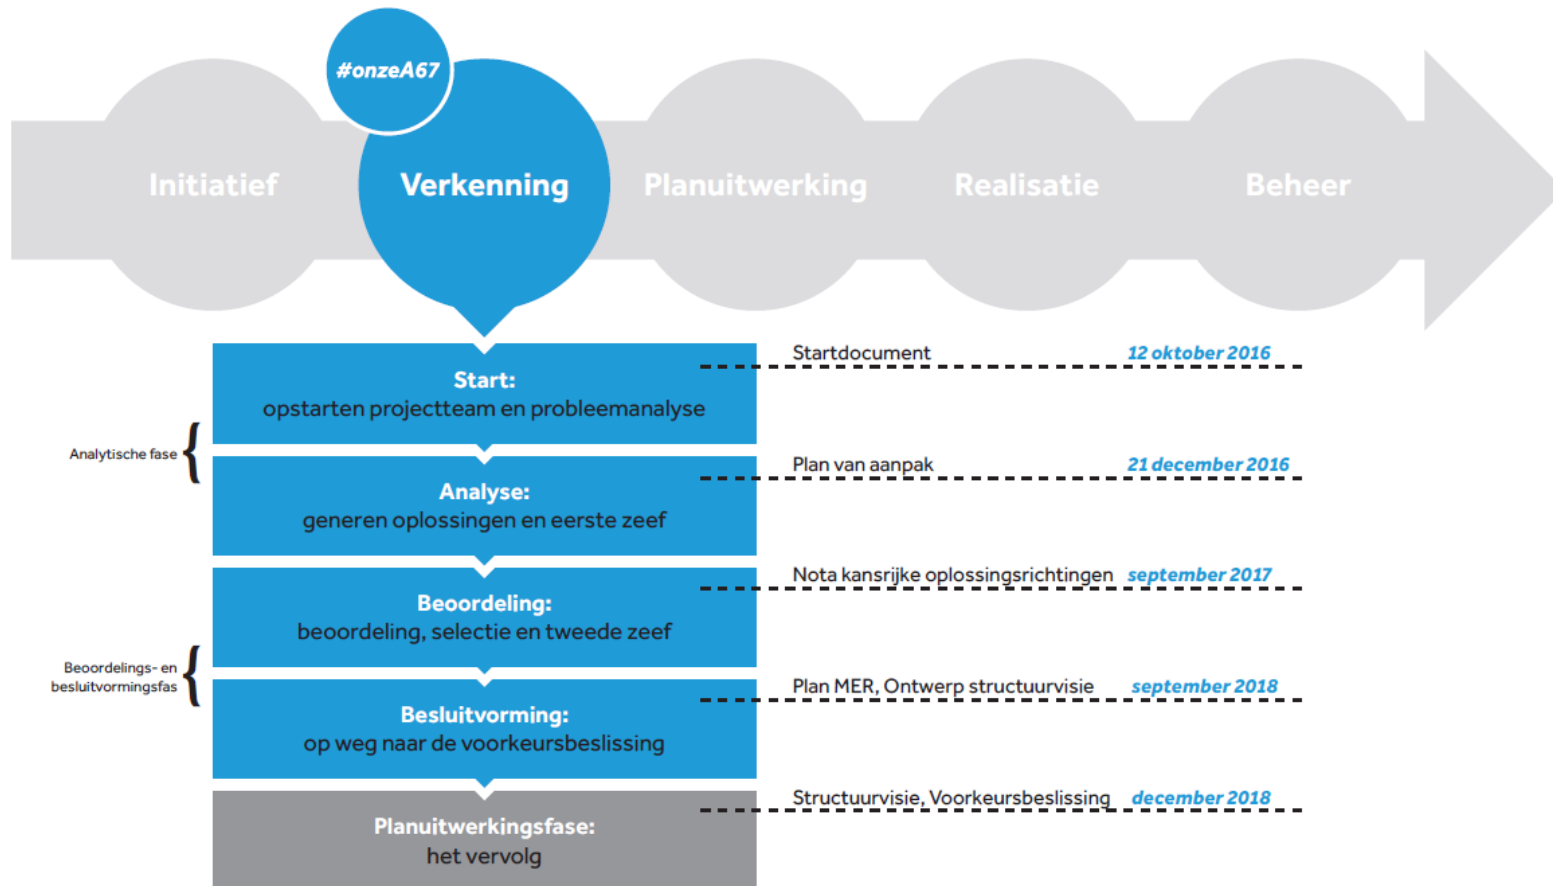 #onzeA67
Initiatief
Verkenning
Planuitwerking
Realisatie
Beheer
Startdocument
12 oktober 2016
Start:
opstarten projectteam en probleemanalyse
Analytische fase
Plan van aanpak
21 december 2016
Analyse:
generen oplossingen en eerste zeef
Nota kansrijke oplossingsrichtingen
september 2017
Beoordeling:
beoordeling, selectie en tweede zeef
Beoordelings- en
besluitvormingsfas
Plan MER, Ontwerp structuurvisie
september 2018
Besluitvorming:
op weg naar de voorkeursbeslissing
Structuurvisie, Voorkeursbeslissing
december 2018
Planuitwerkingsfase:
het vervolg